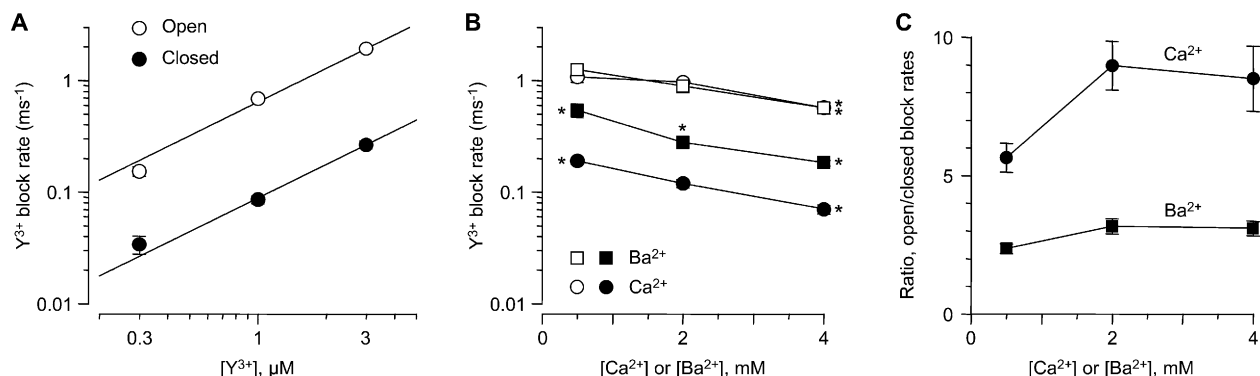 A
Open
Closed
Y³⁺ block rate (ms⁻¹)
1
0.1
0.01
0.3
1
3
[Y³⁺], µM
B
Y³⁺ block rate (ms⁻¹)
1
0.1
0.01
*
*
*
*
*
*
*
Ba²⁺
Ca²⁺
0
2
4
[Ca²⁺] or [Ba²⁺], mM
C
Ratio, open/closed block rates
10
5
0
Ca²⁺
Ba²⁺
0
2
4
[Ca²⁺] or [Ba²⁺], mM